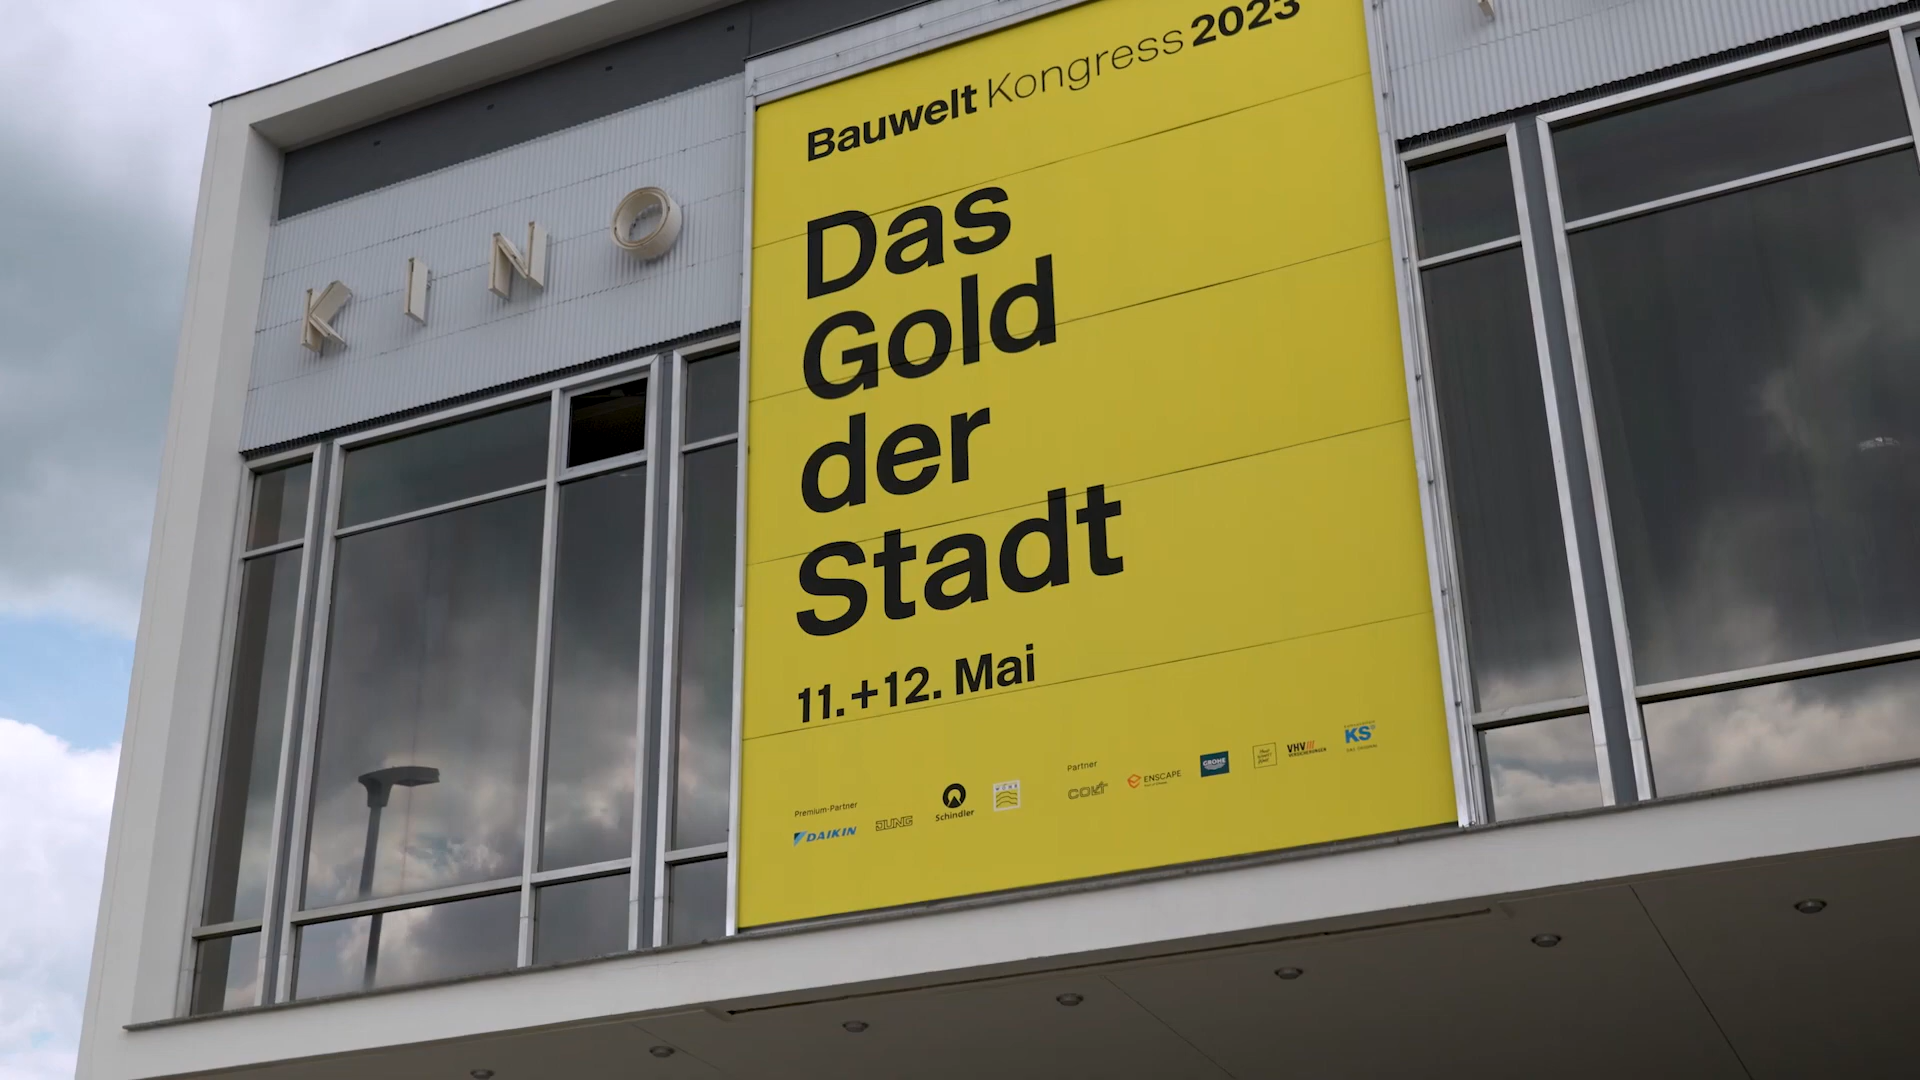 KINO
Bauwelt Kongress 2023
Das
Gold
der
Stadt
11.+12. Mai
Premium-Partner
DAIKIN
JUNG
Schindler
Partner
COLT
ENSCAPE
GROHE
VHV
VERSICHERUNGEN
KS